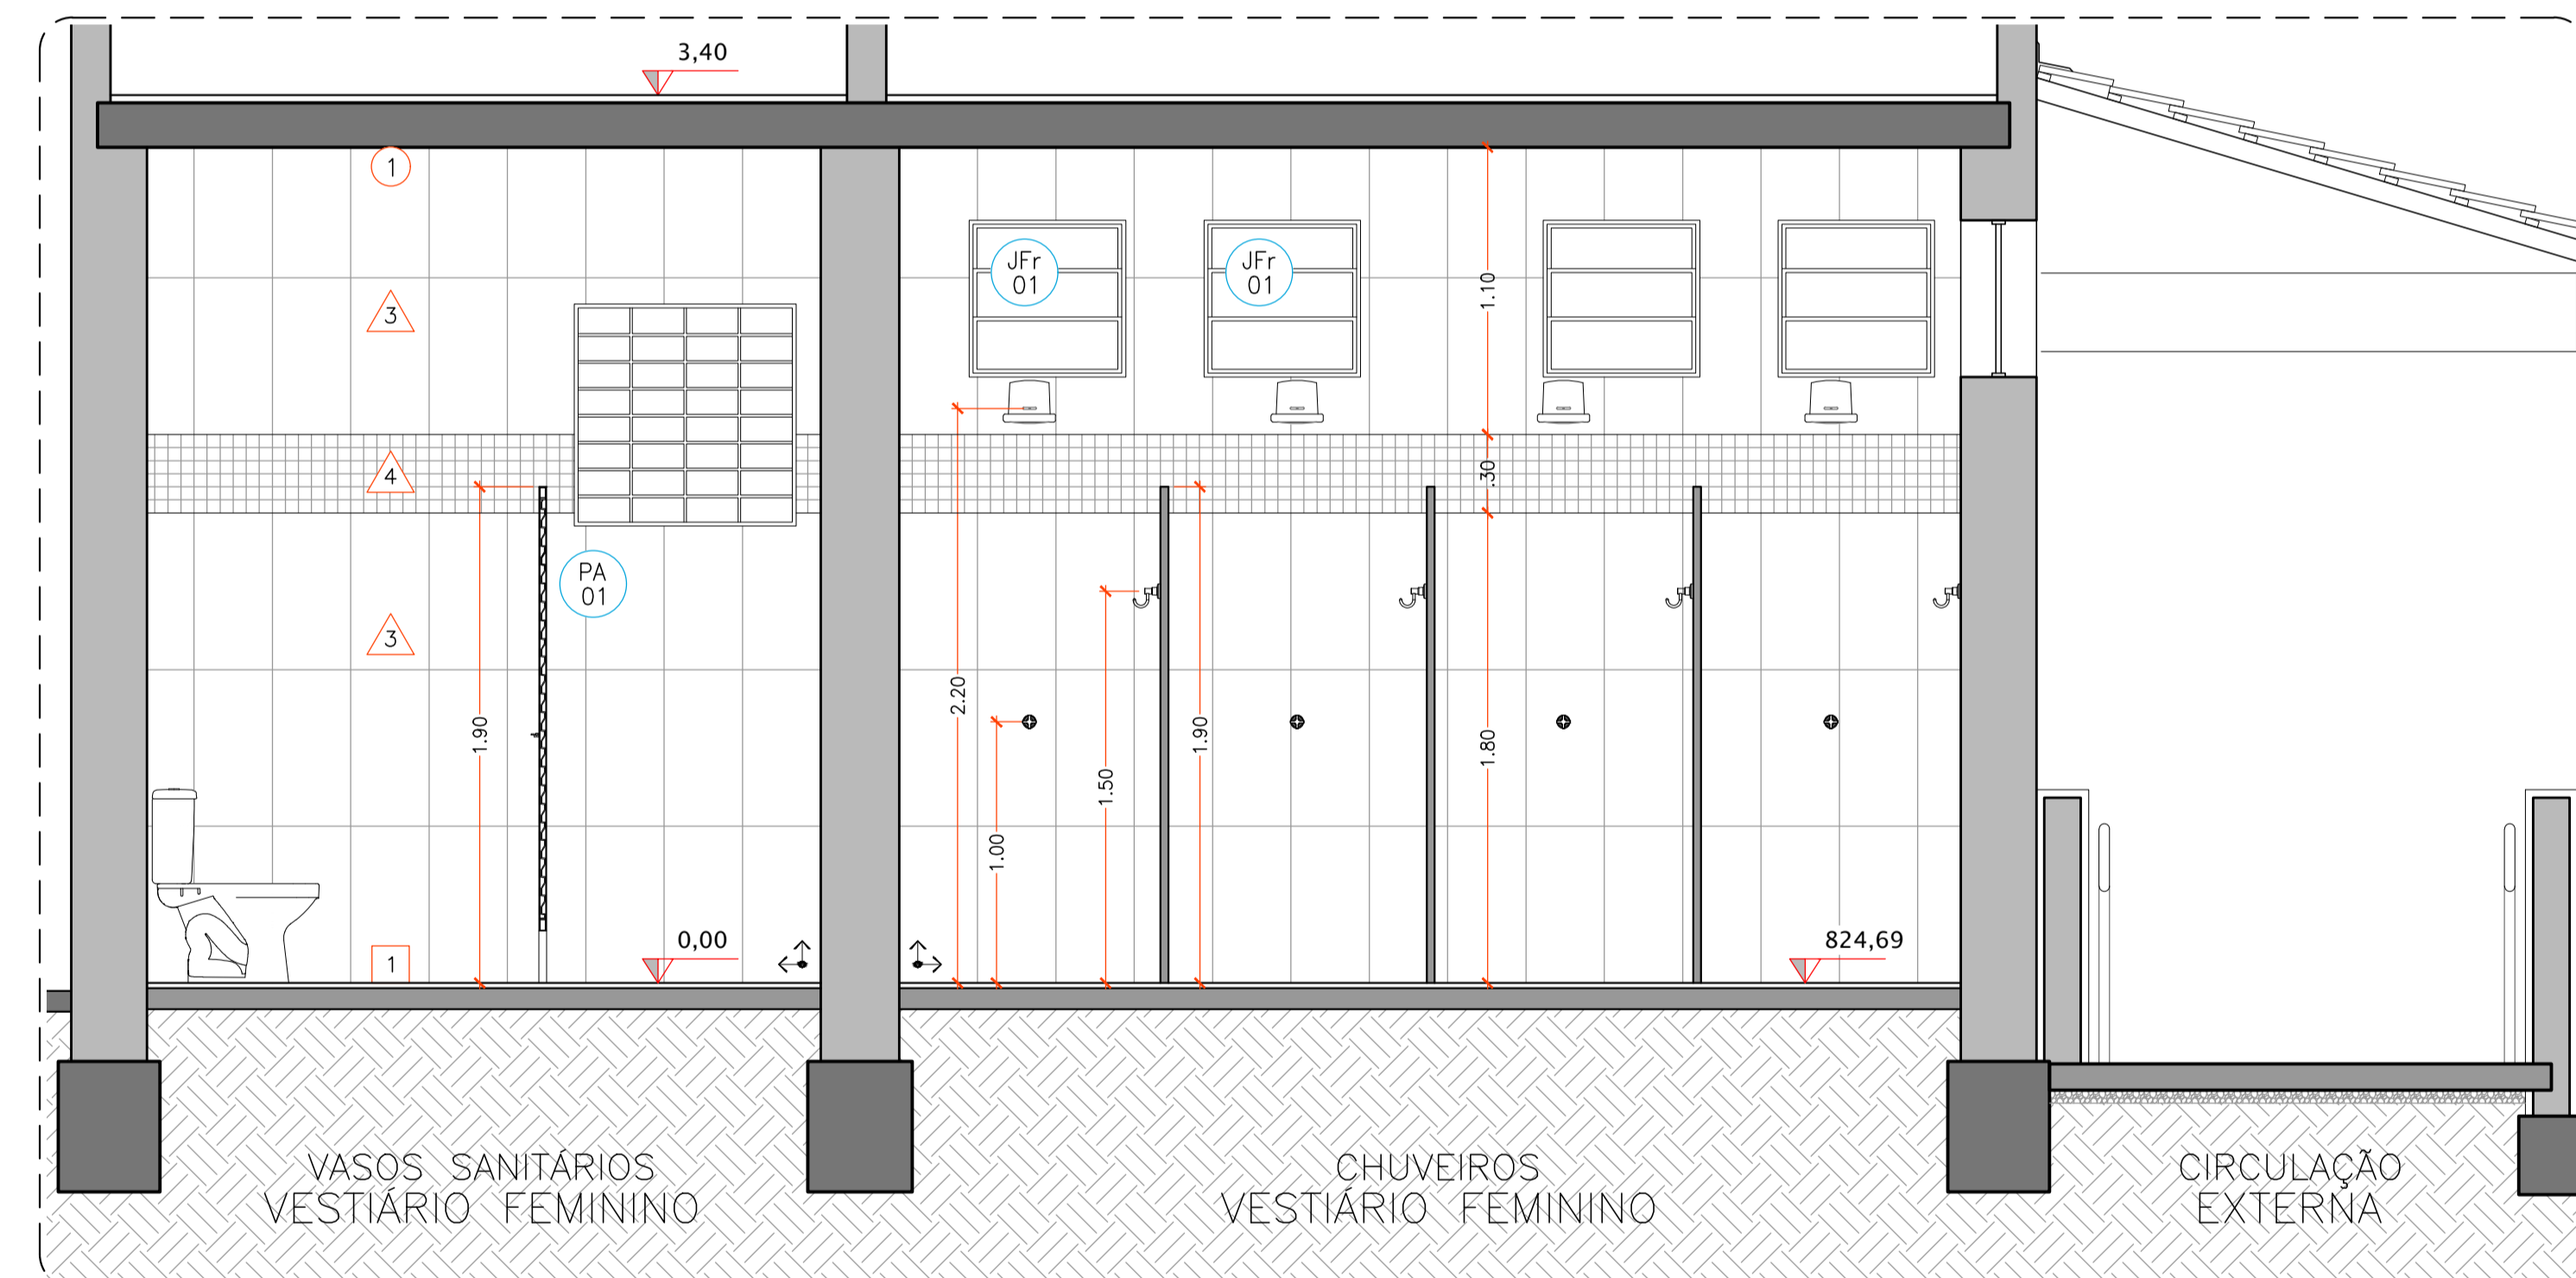 3,40
1
JFr
01
JFr
01
3
1.10
4
.30
PA
01
3
2.20
1.90
1.90
1.80
1.50
1.00
0,00
824,69
1
VASOS SANITÁRIOS
VESTIÁRIO FEMININO
CHUVEIROS
VESTIÁRIO FEMININO
CIRCULAÇÃO
EXTERNA